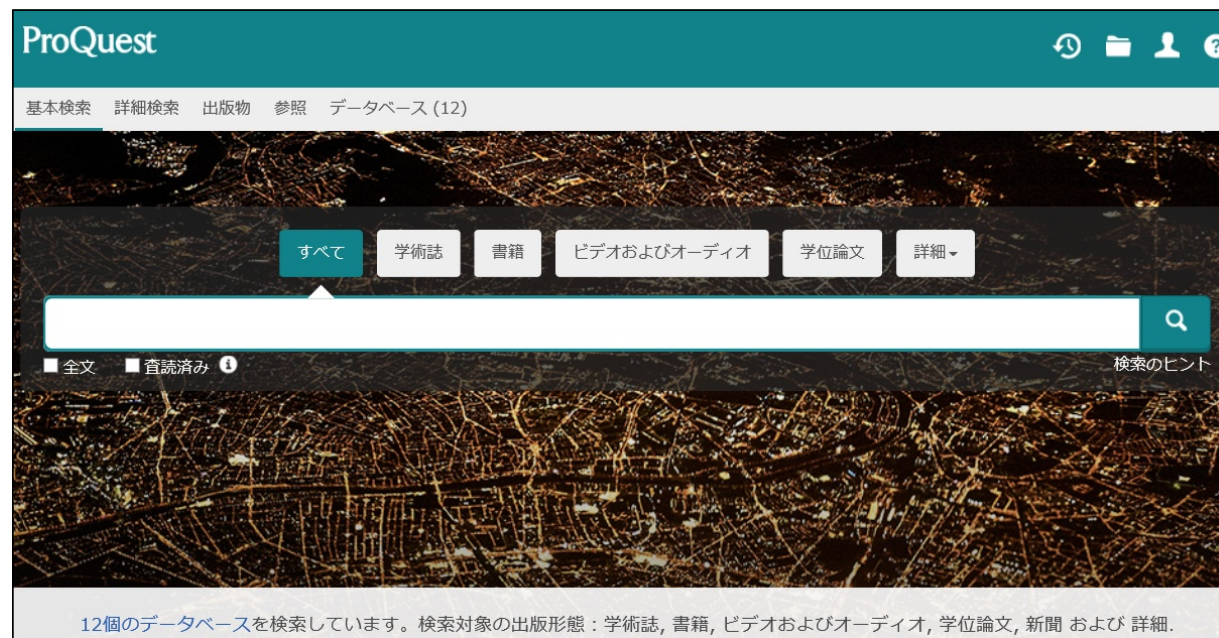 ProQuest
基本検索 詳細検索 出版物 参照 データベース (12)
すべて 学術誌 書籍 ビデオおよびオーディオ 学位論文 詳細
全文 査読済み 検索のヒント
12個のデータベースを検索しています。検索対象の出版形態：学術誌, 書籍, ビデオおよびオーディオ, 学位論文, 新聞 および 詳細.